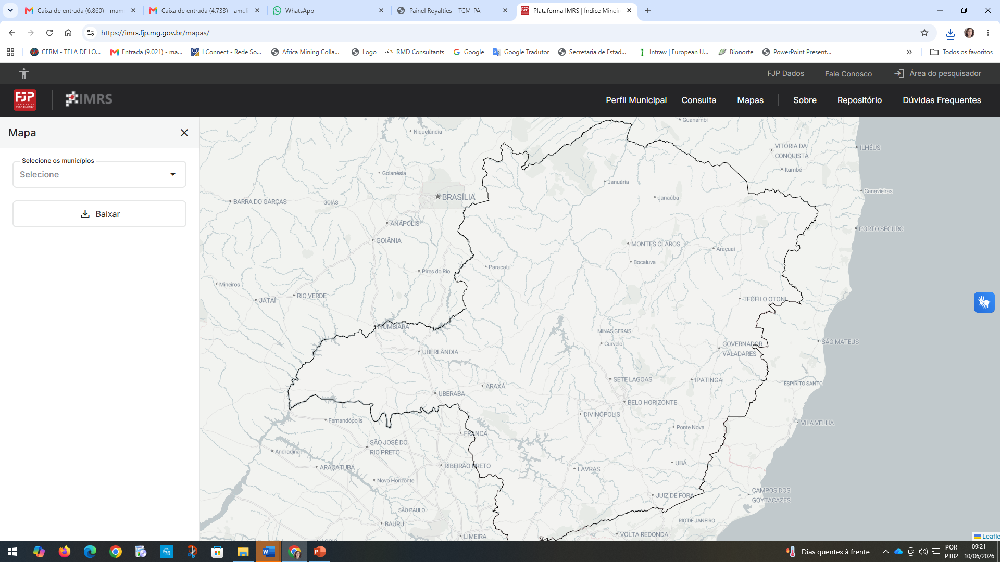 Caixa de entrada (6.860) - mam
Caixa de entrada (4.733) - ameli
WhatsApp
Painel Royalties – TCM-PA
Plataforma IMRS | Índice Mineir
https://imrs.fjp.mg.gov.br/mapas/
CERM - TELA DE LO...
Entrada (9.021) - ma...
I Connect - Rede So...
Africa Mining Colla...
Logo
RMD Consultants
Google
Google Tradutor
Secretaria de Estad...
Intraw | European U...
Bionorte
PowerPoint Present...
Todos os favoritos
FJP Dados
Fale Conosco
Área do pesquisador
FJP
FUNDAÇÃO
JOÃO PINHEIRO
IMRS
Perfil Municipal
Consulta
Mapas
Sobre
Repositório
Dúvidas Frequentes
Mapa
Selecione os municípios
Selecione
Baixar
Guanambi
Niquelândia
VITÓRIA DA
CONQUISTA
ILHÉUS
Itambé
Goianésia
Januária
Canavieiras
BRASÍLIA
Janaúba
BARRA DO GARÇAS
GOIÁS
ANÁPOLIS
PORTO SEGURO
GOIÂNIA
MONTES CLAROS
Araçuaí
Bocaiuva
Paracatu
Pires do Rio
Mineiros
RIO VERDE
JATAÍ
TEÓFILO OTONI
ITUMBIARA
MINAS GERAIS
Curvelo
GOVERNADOR
VALADARES
SÃO MATEUS
UBERLÂNDIA
SETE LAGOAS
IPATINGA
ESPÍRITO SANTO
ARAXÁ
UBERABA
BELO HORIZONTE
DIVINÓPOLIS
Fernandópolis
Ponte Nova
VILA VELHA
FRANCA
SÃO JOSÉ DO
RIO PRETO
Andradina
UBÁ
ARAÇATUBA
RIBEIRÃO PRETO
LAVRAS
Novo Horizonte
CAMPOS DOS
GOYTACAZES
JUIZ DE FORA
SÃO PAULO
RIO DE JANEIRO
BAURU
VOLTA REDONDA
LIMEIRA
ASSIS
Leafle
Dias quentes à frente
POR
PTB2
09:21
10/06/2026